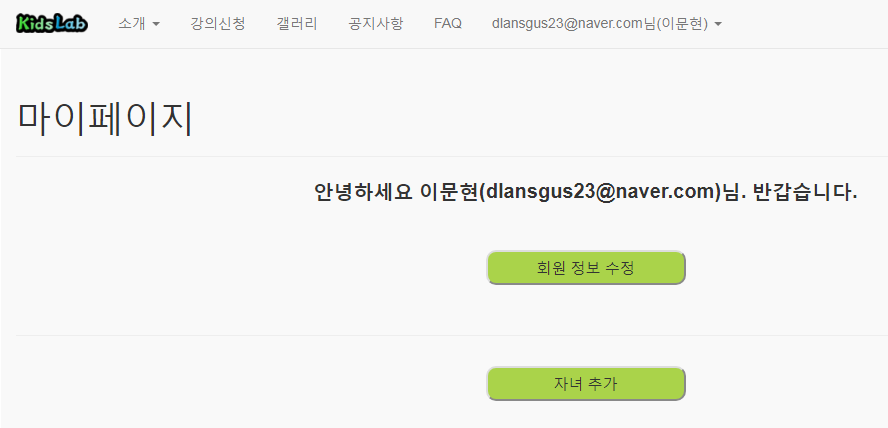 KidsLab 소개 강의신청 갤러리 공지사항 FAQ dlansgus23@naver.com님(이문현)
마이페이지
안녕하세요 이문현(dlansgus23@naver.com)님. 반갑습니다.
회원 정보 수정
자녀 추가